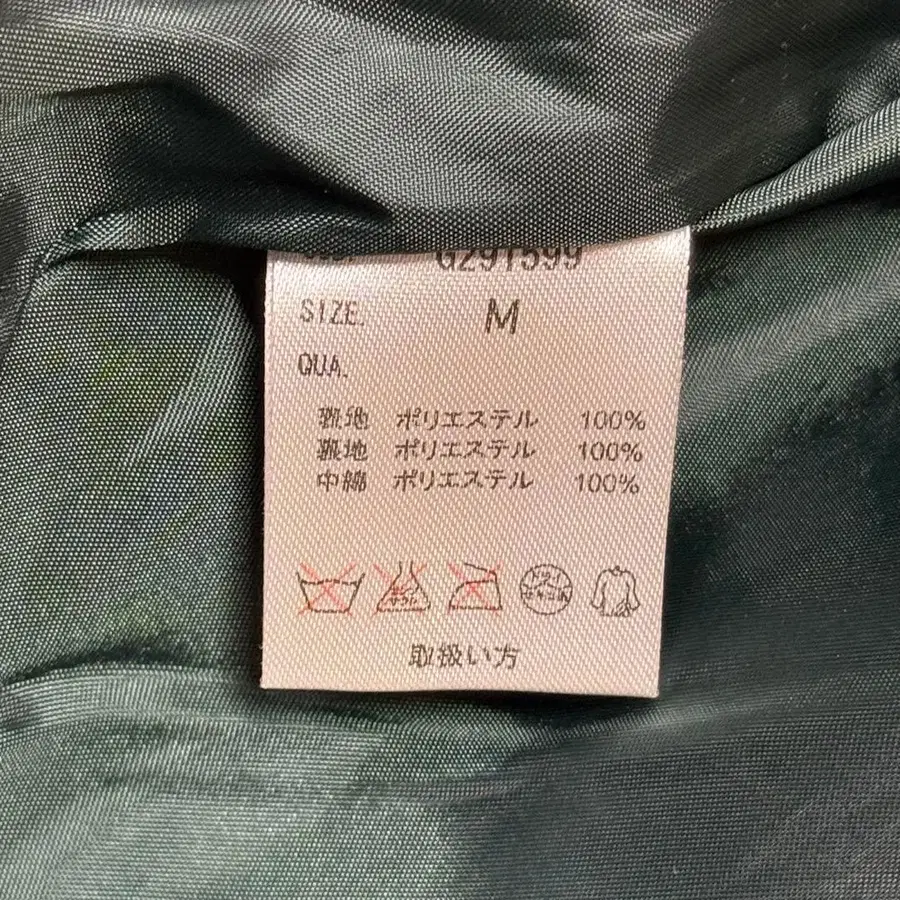 G291599
SIZE. M
QUA.
表地 ポリエステル 100%
裏地 ポリエステル 100%
中綿 ポリエステル 100%
取扱い方